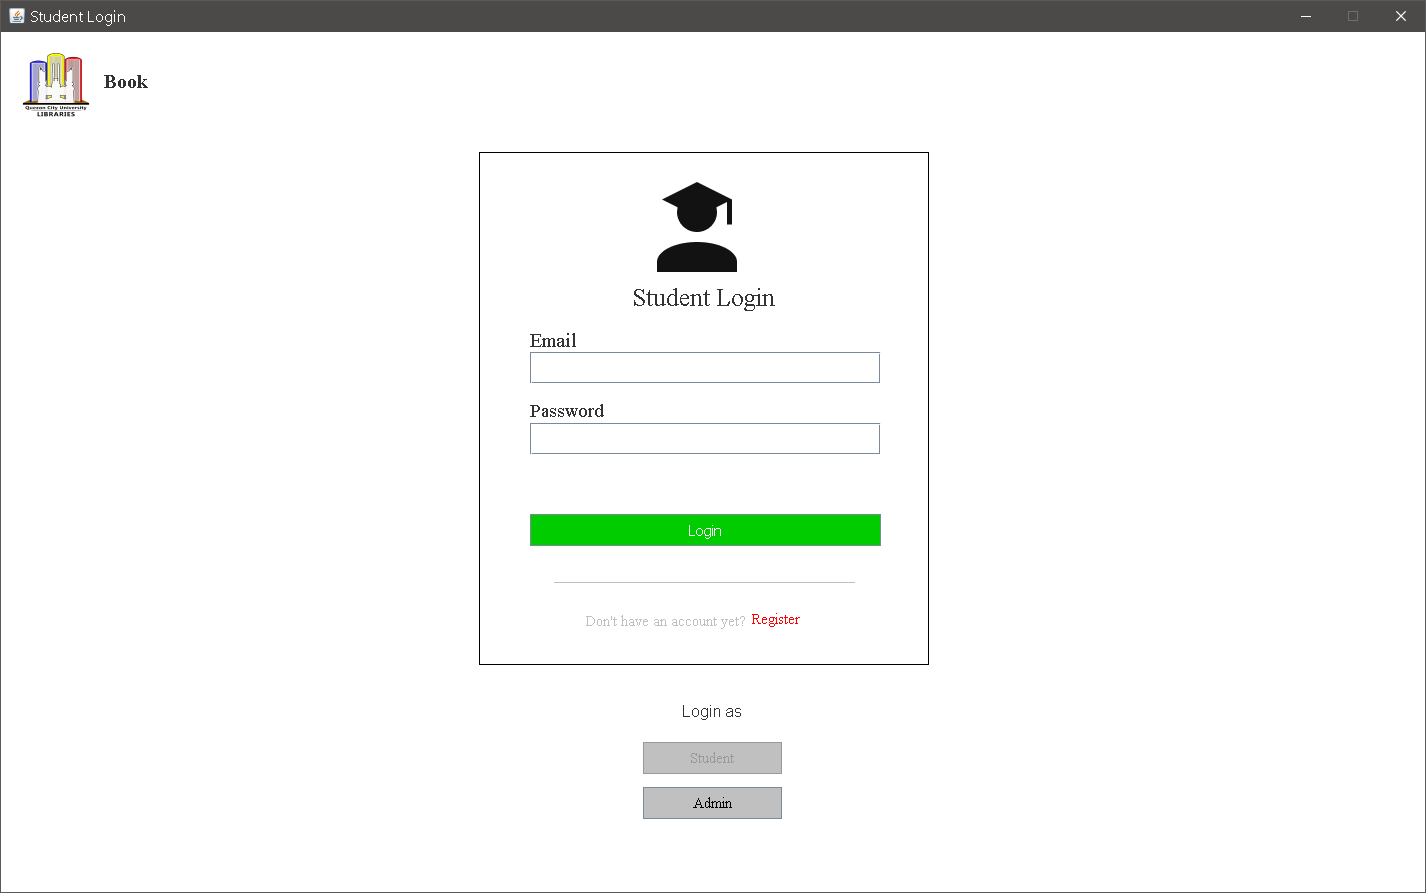 Student Login
Book
Quezon City University
LIBRARIES
Student Login
Email
Password
Login
Don't have an account yet? Register
Login as
Student
Admin